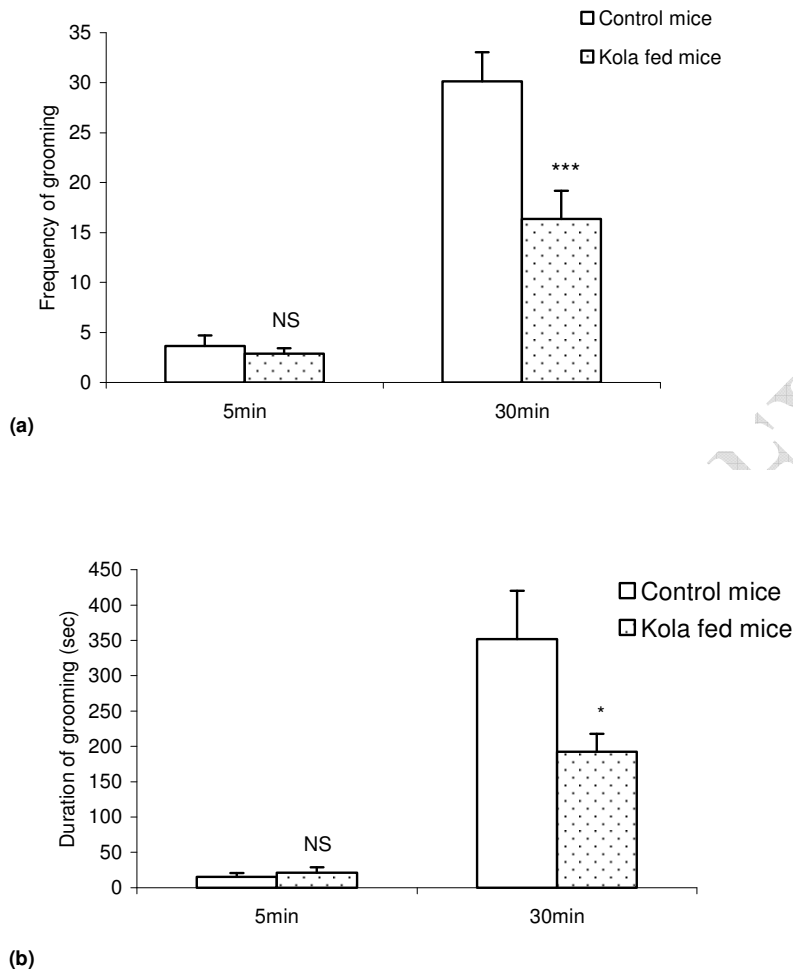 Control mice
Kola fed mice
Frequency of grooming
35
30
25
20
15
10
5
0
***
NS
5min
30min
(a)
Control mice
Kola fed mice
Duration of grooming (sec)
450
400
350
300
250
200
150
100
50
0
*
NS
5min
30min
(b)